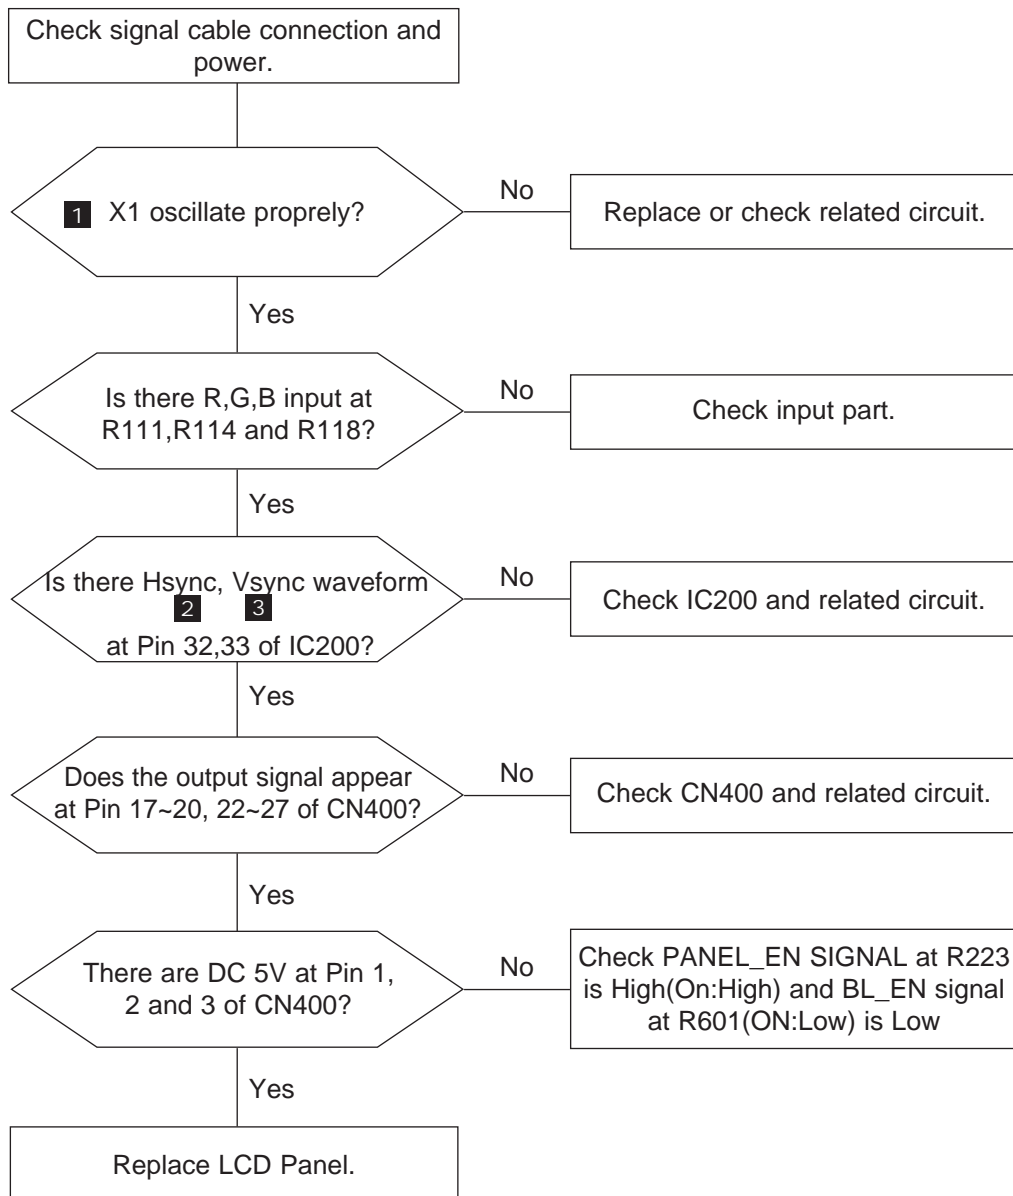 Check signal cable connection and
power.
1 X1 oscillate proprely?
No
Replace or check related circuit.
Yes
Is there R,G,B input at
R111,R114 and R118?
No
Check input part.
Yes
Is there Hsync, Vsync waveform
2 3
at Pin 32,33 of IC200?
No
Check IC200 and related circuit.
Yes
Does the output signal appear
at Pin 17~20, 22~27 of CN400?
No
Check CN400 and related circuit.
Yes
There are DC 5V at Pin 1,
2 and 3 of CN400?
No
Check PANEL_EN SIGNAL at R223
is High(On:High) and BL_EN signal
at R601(ON:Low) is Low
Yes
Replace LCD Panel.